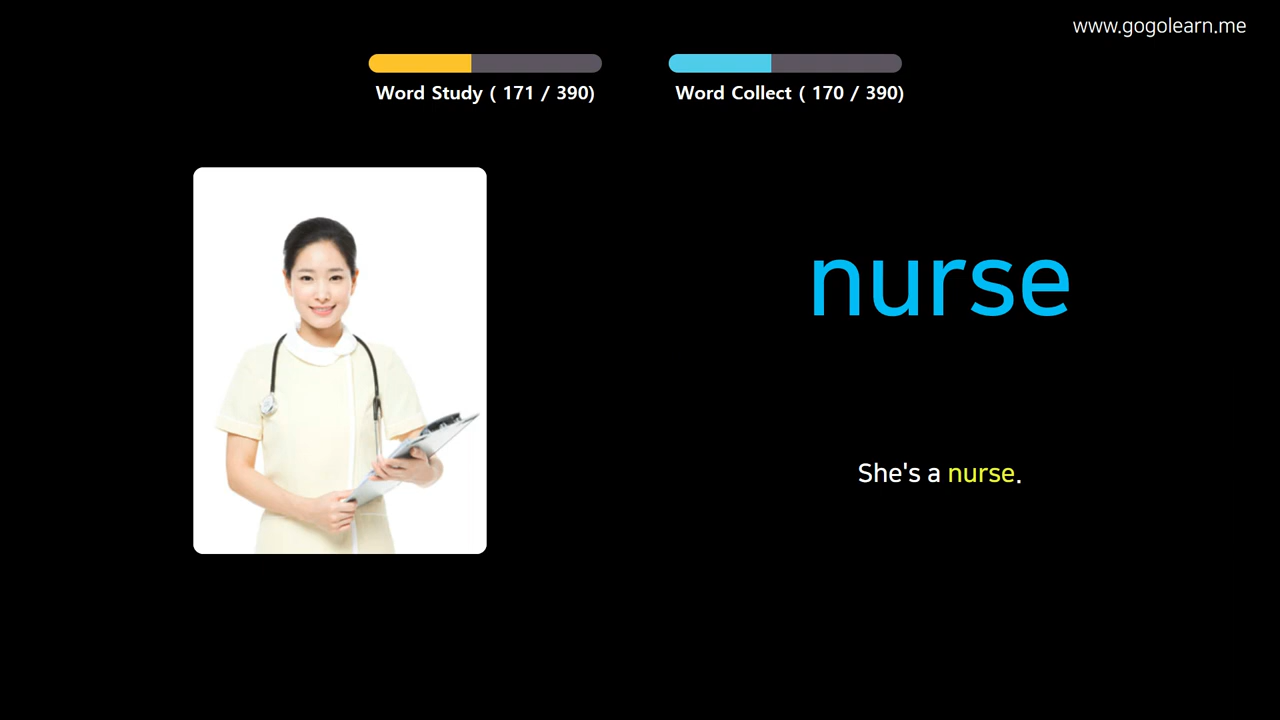 www.gogolearn.me
Word Study ( 171 / 390)
Word Collect ( 170 / 390)
nurse
She's a nurse.